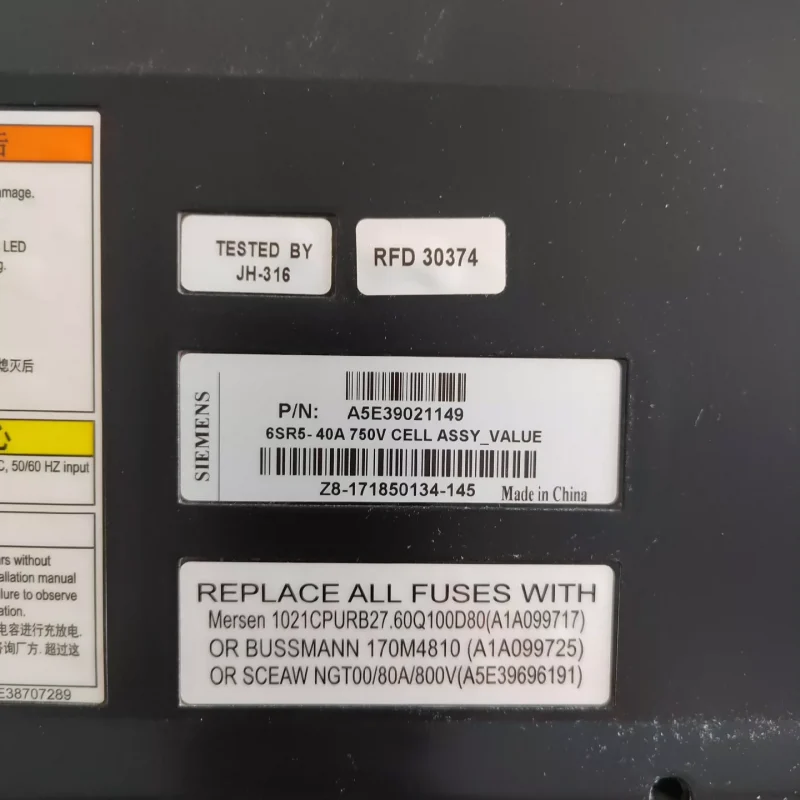 后
amage.
LED
g.
滤灭后
C, 50/60 HZ input
rs without
allation manual
ilure to observe
ation.
电容进行充放电.
咨询厂方. 超过这
E38707289
TESTED BY
JH-316
RFD 30374
SIEMENS
P/N: A5E39021149
6SR5- 40A 750V CELL ASSY_VALUE
Z8-171850134-145 Made in China
REPLACE ALL FUSES WITH
Mersen 1021CPURB27.60Q100D80(A1A099717)
OR BUSSMANN 170M4810 (A1A099725)
OR SCEAW NGT00/80A/800V(A5E39696191)